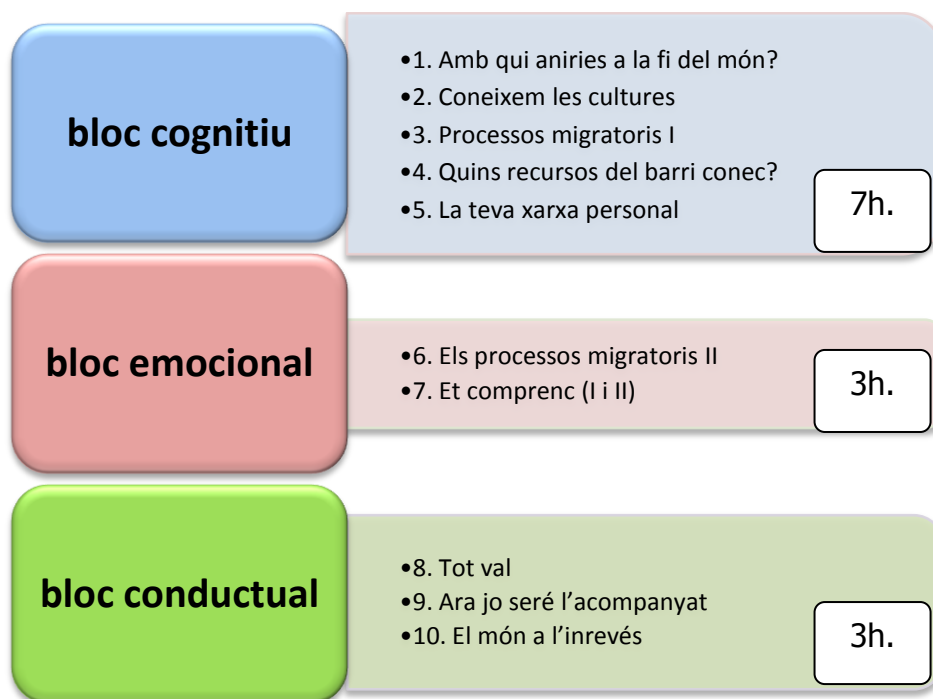 bloc cognitiu
•1. Amb qui aniries a la fi del món?
•2. Coneixem les cultures
•3. Processos migratoris I
•4. Quins recursos del barri conec?
•5. La teva xarxa personal
7h.
bloc emocional
•6. Els processos migratoris II
•7. Et comprenc (I i II)
3h.
bloc conductual
•8. Tot val
•9. Ara jo seré l’acompanyat
•10. El món a l’inrevés
3h.